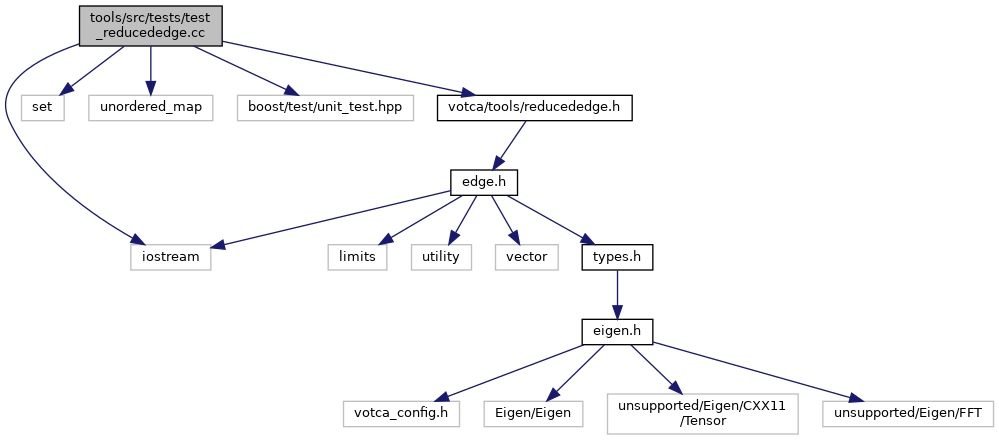 tools/src/tests/test
_reducededge.cc
set
unordered_map
boost/test/unit_test.hpp
votca/tools/reducededge.h
edge.h
iostream
limits
utility
vector
types.h
eigen.h
votca_config.h
Eigen/Eigen
unsupported/Eigen/CXX11
/Tensor
unsupported/Eigen/FFT